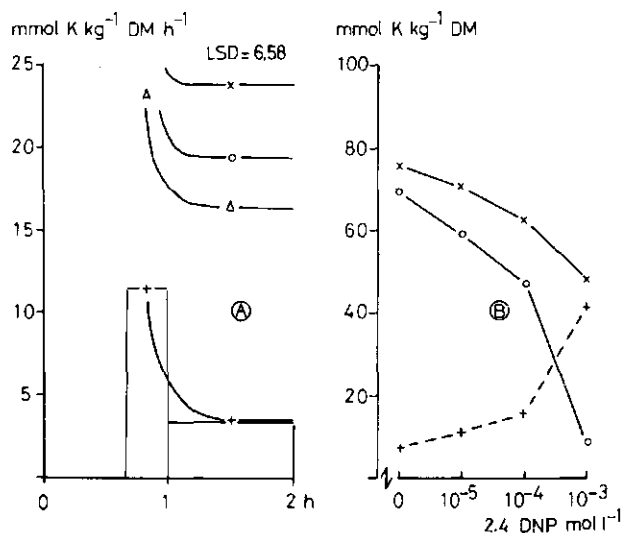 mmol K kg⁻¹ DM h⁻¹
LSD = 6,58
25
20
15
10
5
0
1
2 h
A
mmol K kg⁻¹ DM
100
80
60
40
20
B
0
10⁻⁵
10⁻⁴
10⁻³
2.4 DNP mol l⁻¹